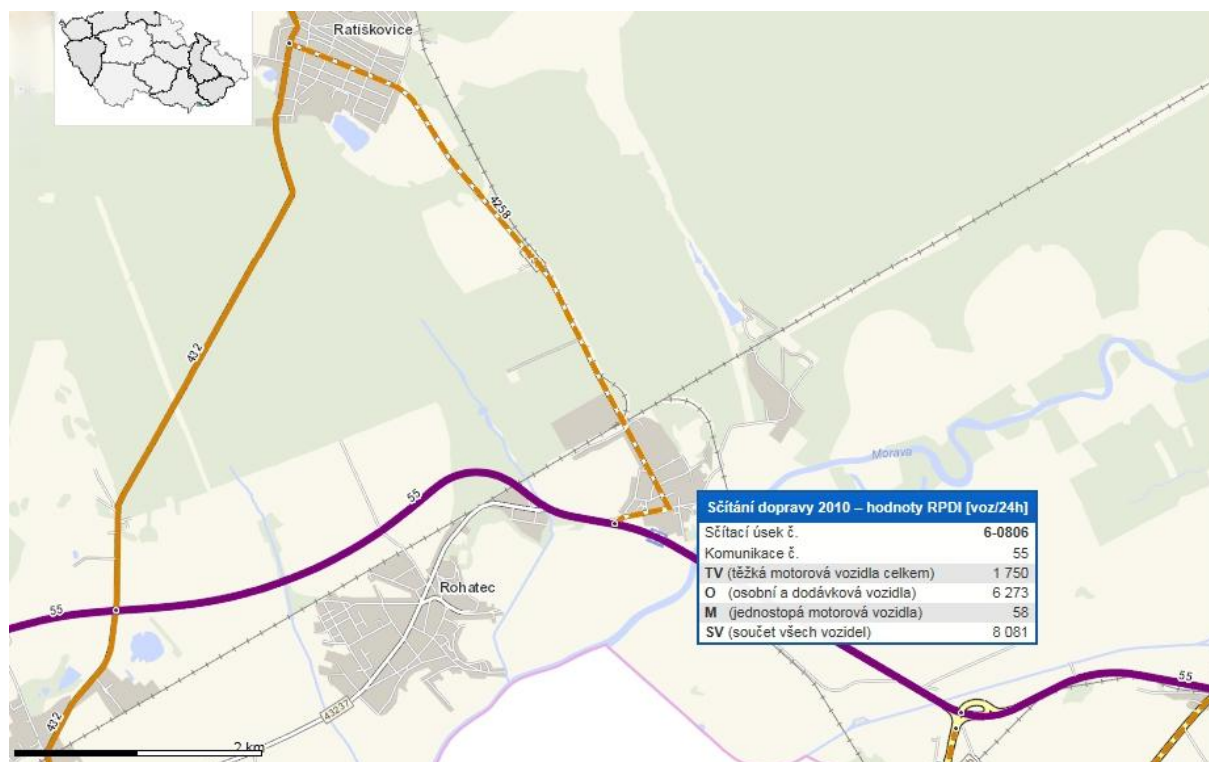 Ratíškovice
4258
432
Morava
55
Sčítání dopravy 2010 – hodnoty RPDI [voz/24h]
Sčítací úsek č. 6-0806
Komunikace č. 55
TV (těžká motorová vozidla celkem) 1 750
O (osobní a dodávková vozidla) 6 273
M (jednostopá motorová vozidla) 58
SV (součet všech vozidel) 8 081
Rohatec
55
55
43237
432
2 km